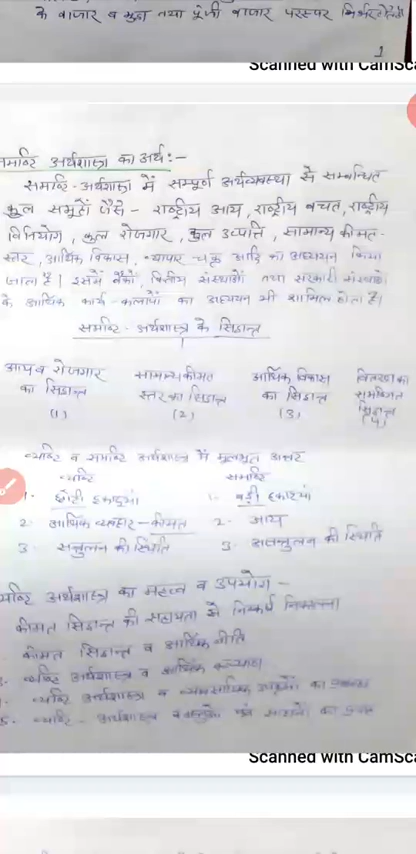 के बाजार व मुद्रा तथा पूंजी बाजार परस्पर निर्भर होते हैं
1
Scanned with CamSca
समष्टि अर्थशास्त्र का अर्थ:-
समष्टि-अर्थशास्त्र में सम्पूर्ण अर्थव्यवस्था से सम्बन्धित
कुल समूहों जैसे - राष्ट्रीय आय, राष्ट्रीय बचत, राष्ट्रीय
विनियोग, कुल रोजगार, कुल उत्पत्ति, सामान्य कीमत-
स्तर, आर्थिक विकास, व्यापार चक्र आदि का अध्ययन किया
जाता है। इसमें बैंकों, वित्तीय संस्थाओं तथा सरकारी संस्थाओं
के आर्थिक कार्य-कलापों का अध्ययन भी शामिल होता है।
समष्टि-अर्थशास्त्र के सिद्धान्त
आय व रोजगार का सिद्धान्त (1)
सामान्य कीमत स्तर का सिद्धान्त (2)
आर्थिक विकास का सिद्धान्त (3)
वितरण का समष्टिगत सिद्धान्त (4)
व्यष्टि व समष्टि अर्थशास्त्र में मूलभूत अन्तर
व्यष्टि समष्टि
1. छोटी इकाइयां 1. बड़ी इकाइयां
2. आर्थिक व्यवहार-कीमत 2. आय
3. सन्तुलन की स्थिति 3. असन्तुलन की स्थिति
व्यष्टि अर्थशास्त्र का महत्व व उपयोग -
कीमत सिद्धान्त की सहायता से निष्कर्ष निकालना
कीमत सिद्धान्त व आर्थिक नीति
व्यष्टि अर्थशास्त्र व आर्थिक कल्याण
व्यष्टि अर्थशास्त्र व व्यवसायिक का
5. व्यष्टि-अर्थशास्त्र व का
Scanned with CamSca